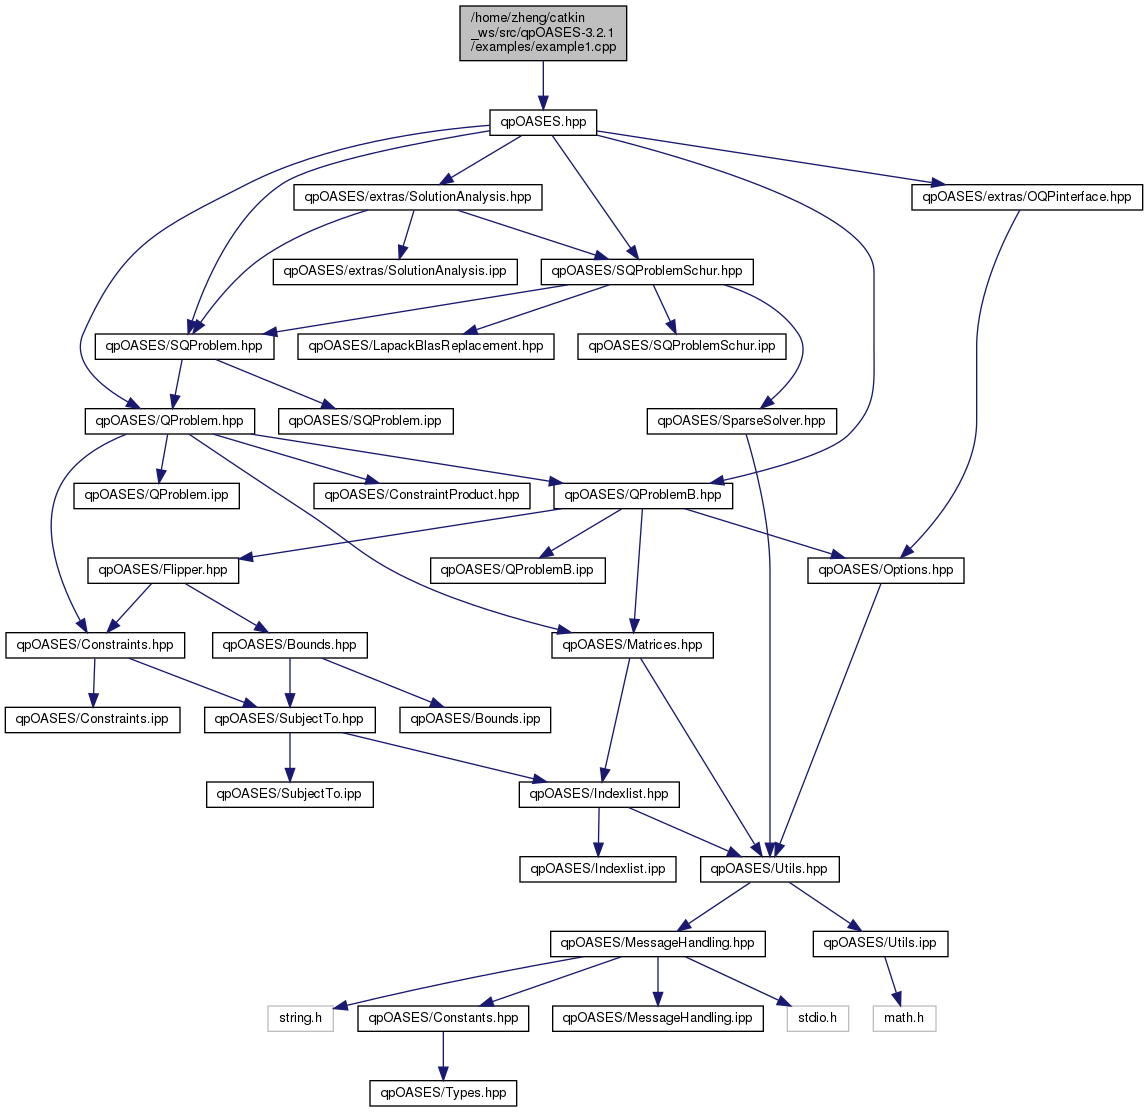 /home/zheng/catkin
_ws/src/qpOASES-3.2.1
/examples/example1.cpp
qpOASES.hpp
qpOASES/extras/SolutionAnalysis.hpp
qpOASES/extras/OQPinterface.hpp
qpOASES/extras/SolutionAnalysis.ipp
qpOASES/SQProblemSchur.hpp
qpOASES/SQProblem.hpp
qpOASES/LapackBlasReplacement.hpp
qpOASES/SQProblemSchur.ipp
qpOASES/QProblem.hpp
qpOASES/SQProblem.ipp
qpOASES/SparseSolver.hpp
qpOASES/QProblem.ipp
qpOASES/ConstraintProduct.hpp
qpOASES/QProblemB.hpp
qpOASES/Flipper.hpp
qpOASES/QProblemB.ipp
qpOASES/Options.hpp
qpOASES/Constraints.hpp
qpOASES/Bounds.hpp
qpOASES/Matrices.hpp
qpOASES/Constraints.ipp
qpOASES/SubjectTo.hpp
qpOASES/Bounds.ipp
qpOASES/SubjectTo.ipp
qpOASES/Indexlist.hpp
qpOASES/Indexlist.ipp
qpOASES/Utils.hpp
qpOASES/MessageHandling.hpp
qpOASES/Utils.ipp
string.h
qpOASES/Constants.hpp
qpOASES/MessageHandling.ipp
stdio.h
math.h
qpOASES/Types.hpp